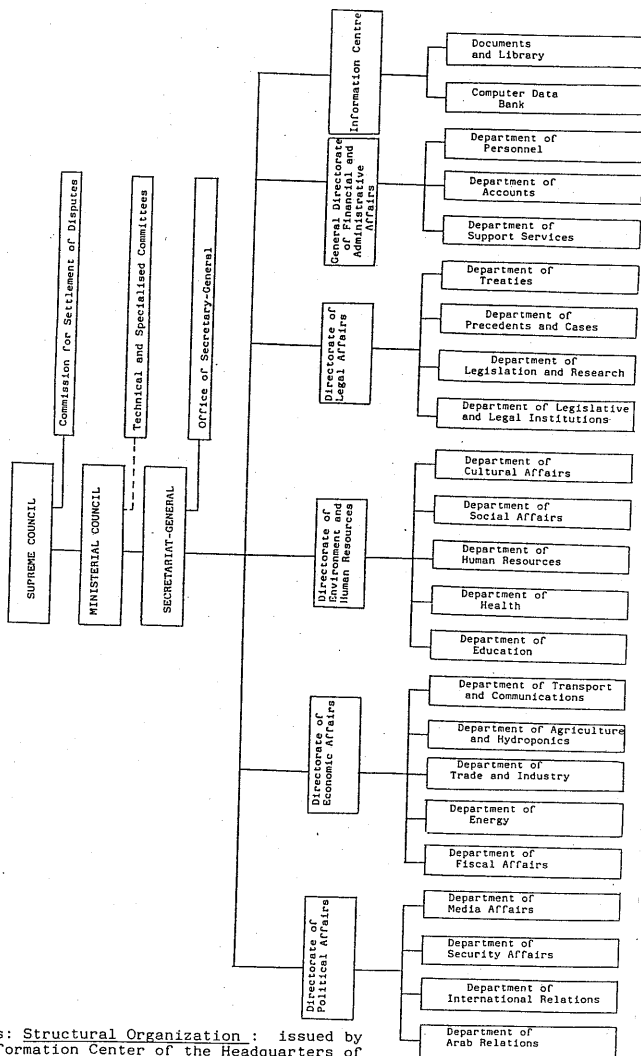 SUPREME COUNCIL
Commission for Settlement of Disputes
MINISTERIAL COUNCIL
Technical and Specialised Committees
SECRETARIAT-GENERAL
Office of Secretary-General
Information Centre
Documents
and Library
Computer Data
Bank
General Directorate
of Financial and
Administrative
Affairs
Department of
Personnel
Department of
Accounts
Department of
Support Services
Directorate of
Legal Affairs
Department of
Treaties
Department of
Precedents and Cases
Department of
Legislation and Research
Department of Legislative
and Legal Institutions
Directorate of
Environment and
Human Resources
Department of
Cultural Affairs
Department of
Social Affairs
Department of
Human Resources
Department of
Health
Department of
Education
Directorate of
Economic Affairs
Department of Transport
and Communications
Department of Agriculture
and Hydroponics
Department of
Trade and Industry
Department of
Energy
Department of
Fiscal Affairs
Directorate of
Political Affairs
Department of
Media Affairs
Department of
Security Affairs
Department of
International Relations
Department of
Arab Relations
s: Structural Organization : issued by
formation Center of the Headquarters of